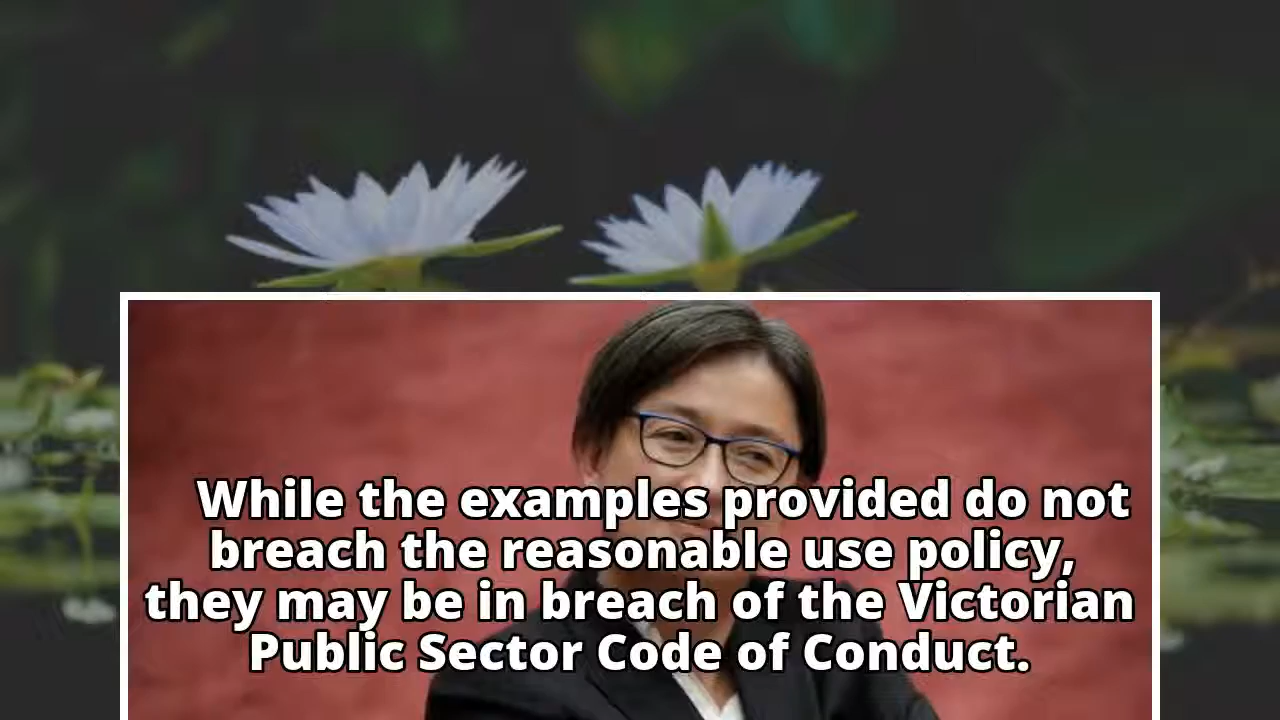 While the examples provided do not
breach the reasonable use policy,
they may be in breach of the Victorian
Public Sector Code of Conduct.